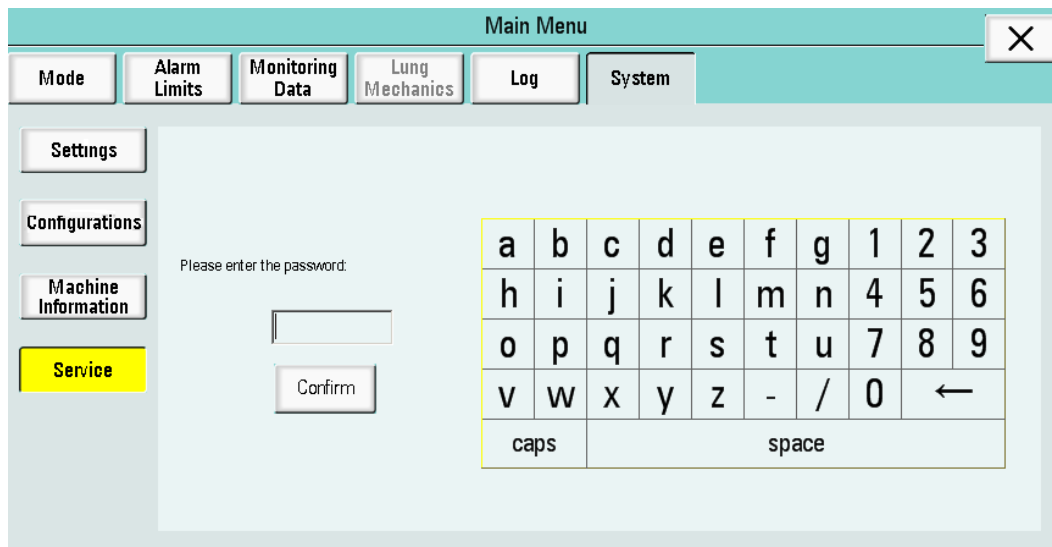 Main Menu
Mode
Alarm
Limits
Monitoring
Data
Lung
Mechanics
Log
System
Settings
Configurations
Machine
Information
Service
Please enter the password:
Confirm
a b c d e f g 1 2 3
h i j k l m n 4 5 6
o p q r s t u 7 8 9
v w x y z - / 0 ←
caps space